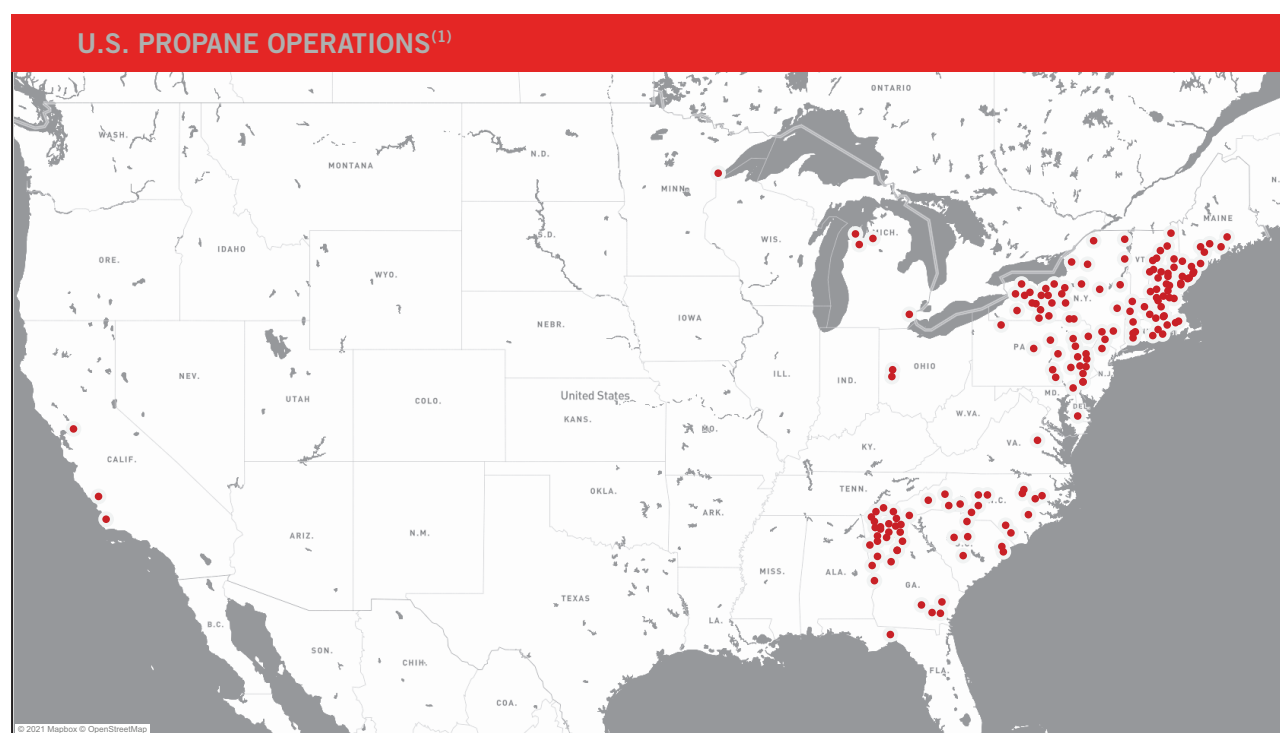 U.S. PROPANE OPERATIONS(1)
ONTARIO
WASH.
MONTANA
N.D.
MINN.
MAINE
N.
ORE.
IDAHO
S.D.
WIS.
MICH.
VT
WYO.
N.Y.
NEBR.
IOWA
PA
NEV.
UTAH
COLO.
United States
KANS.
ILL.
IND.
OHIO
N.J.
MD.
DEL.
MO.
W.VA.
VA.
CALIF.
KY.
TENN.
N.C.
OKLA.
ARK.
ARIZ.
N.M.
S.C.
MISS.
ALA.
GA.
TEXAS
LA.
B.C.
SON.
CHIH.
COA.
FLA.
© 2021 Mapbox © OpenStreetMap